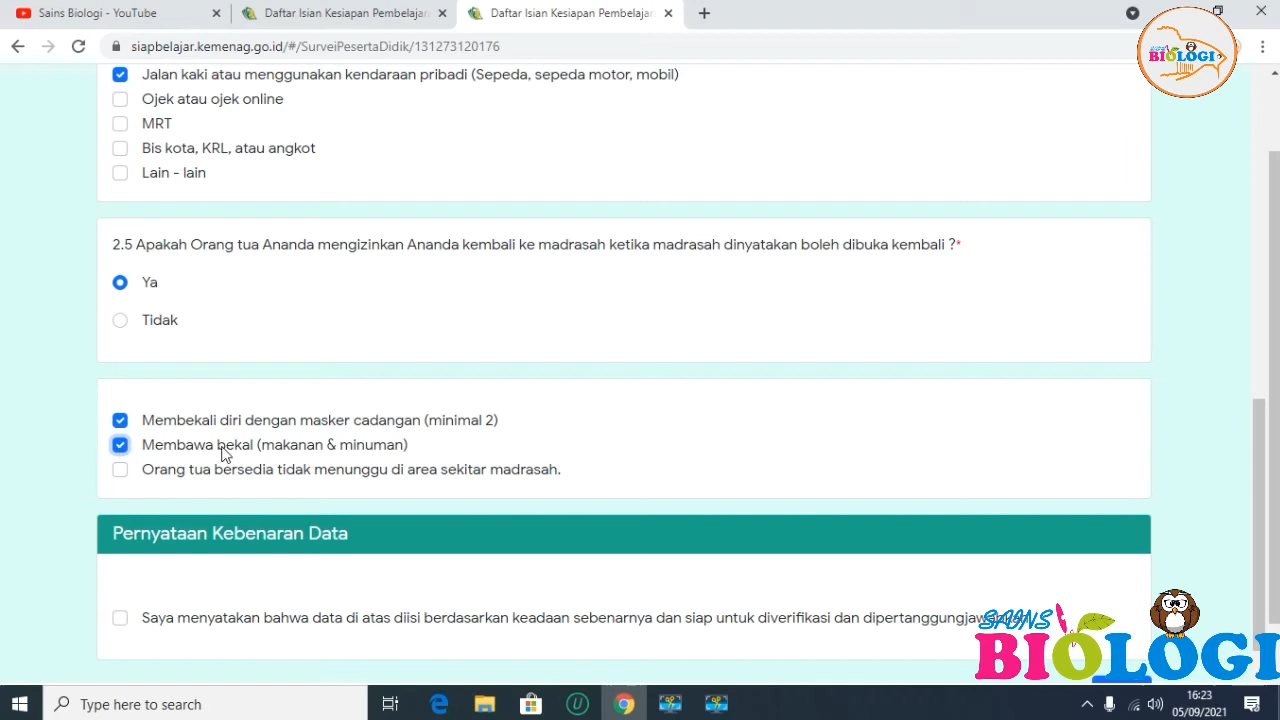 Sains Biologi - YouTube
Daftar Isian Kesiapan Pembelajara
Daftar Isian Kesiapan Pembelajara
siapbelajar.kemenag.go.id/#/SurveiPesertaDidik/131273120176
SAINS
BIOLOGI
Jalan kaki atau menggunakan kendaraan pribadi (Sepeda, sepeda motor, mobil)
Ojek atau ojek online
MRT
Bis kota, KRL, atau angkot
Lain - lain
2.5 Apakah Orang tua Ananda mengizinkan Ananda kembali ke madrasah ketika madrasah dinyatakan boleh dibuka kembali ?*
Ya
Tidak
Membekali diri dengan masker cadangan (minimal 2)
Membawa bekal (makanan & minuman)
Orang tua bersedia tidak menunggu di area sekitar madrasah.
Pernyataan Kebenaran Data
Saya menyatakan bahwa data di atas diisi berdasarkan keadaan sebenarnya dan siap untuk diverifikasi dan dipertanggungjawabkan
SAINS
BIOLOGI
Type here to search
16:23
05/09/2021